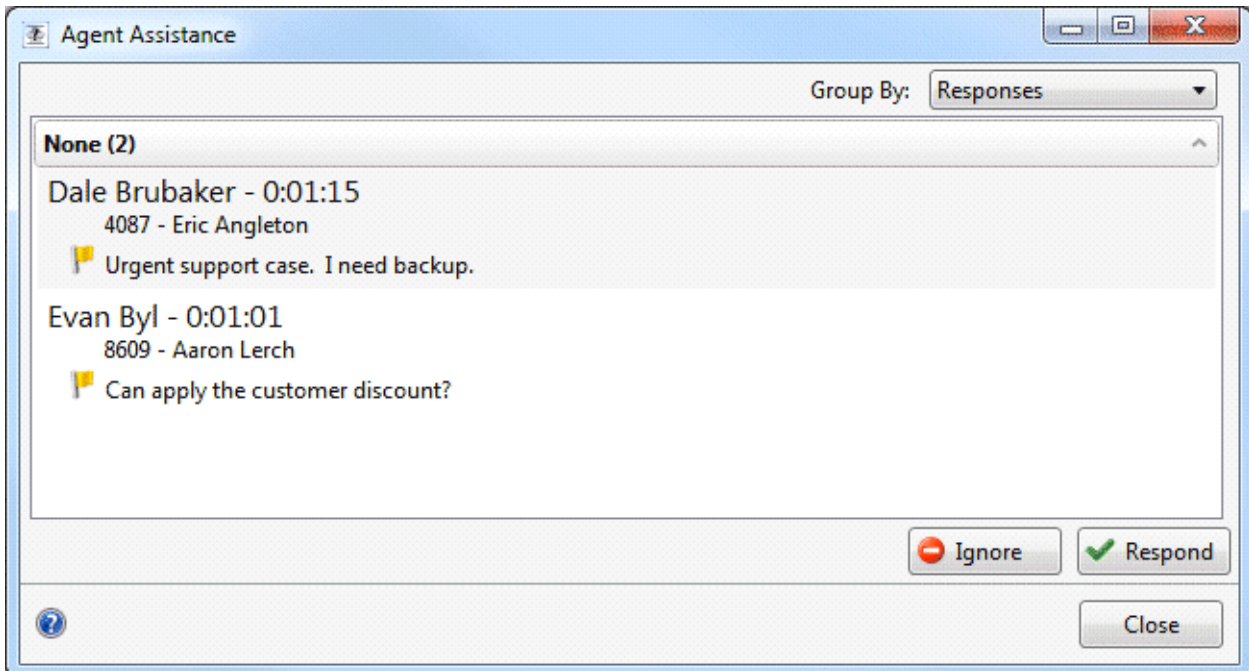 Agent Assistance
Group By: Responses
None (2)
Dale Brubaker - 0:01:15
4087 - Eric Angleton
Urgent support case. I need backup.
Evan Byl - 0:01:01
8609 - Aaron Lerch
Can apply the customer discount?
Ignore Respond
Close